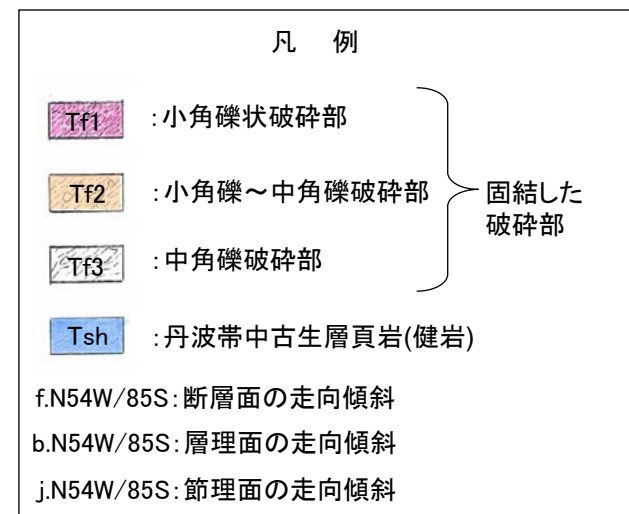 凡 例
Tf1 :小角礫状破砕部
Tf2 :小角礫～中角礫破砕部
Tf3 :中角礫破砕部
固結した
破砕部
Tsh :丹波帯中古生層頁岩(健岩)
f.N54W/85S:断層面の走向傾斜
b.N54W/85S:層理面の走向傾斜
j.N54W/85S:節理面の走向傾斜